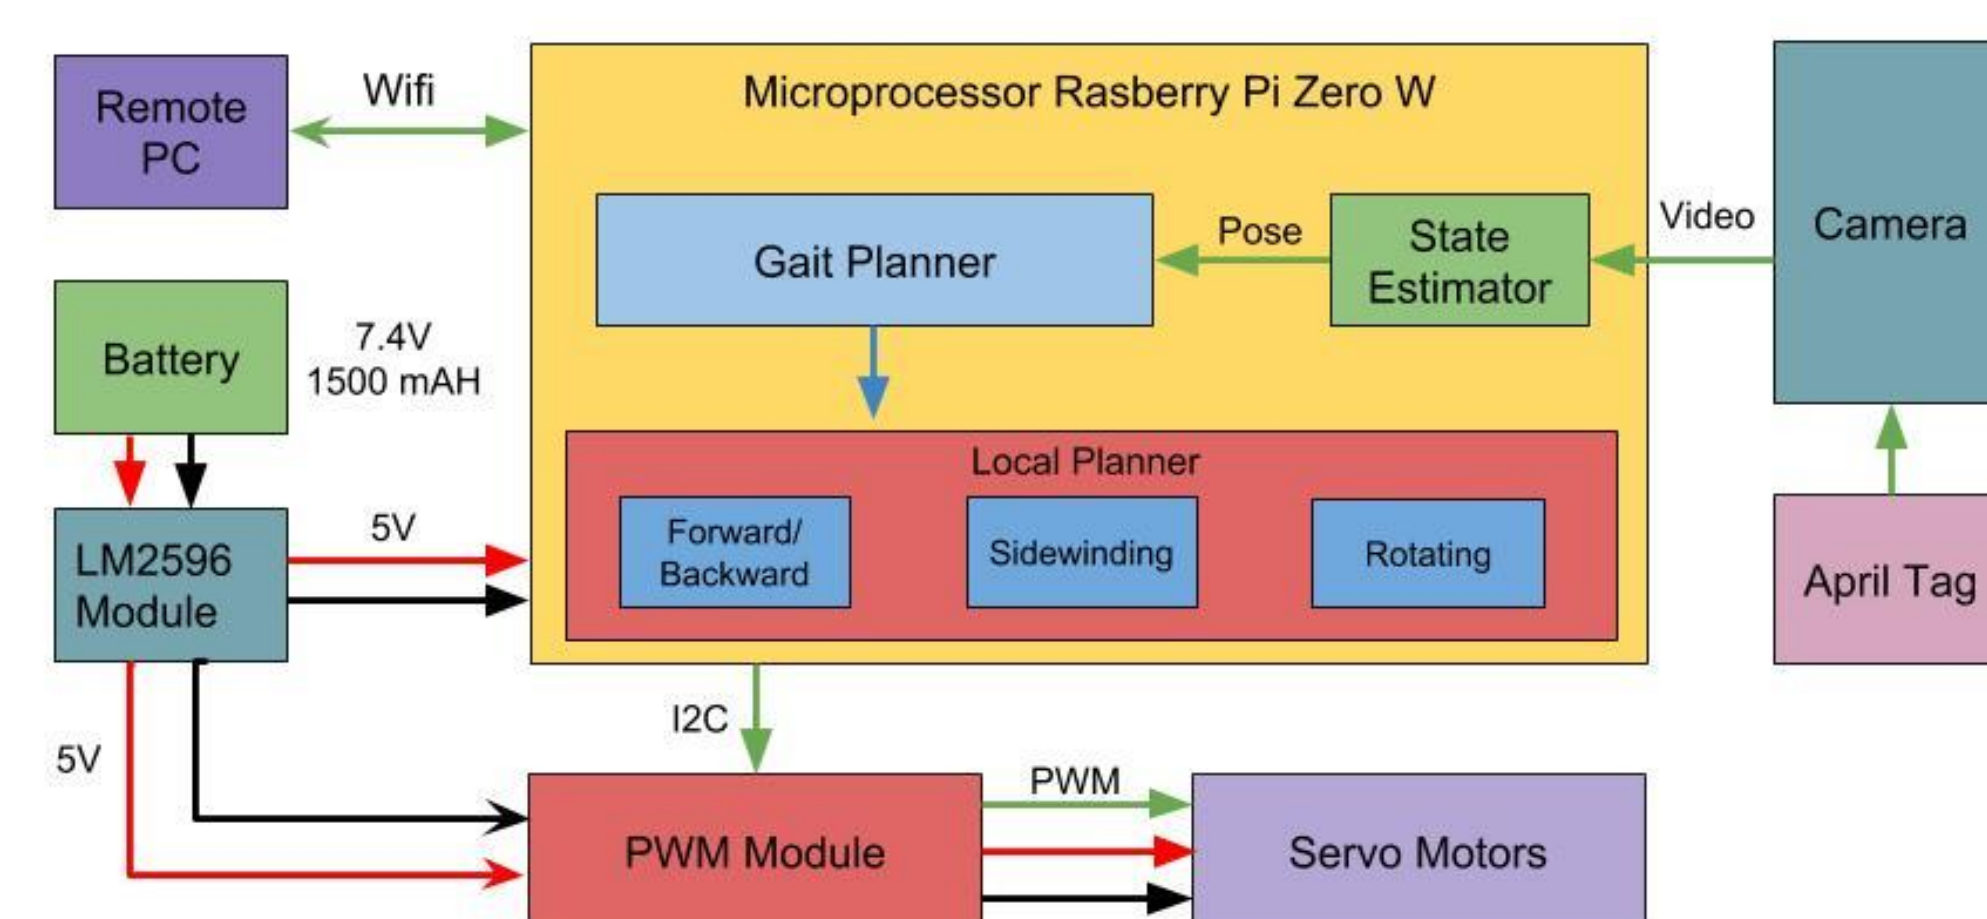 Remote
PC
Wifi
Microprocessor Rasberry Pi Zero W
Gait Planner
Pose
State
Estimator
Video
Camera
Battery
7.4V
1500 mAH
Local Planner
Forward/
Backward
Sidewinding
Rotating
LM2596
Module
5V
April Tag
5V
I2C
PWM Module
PWM
Servo Motors